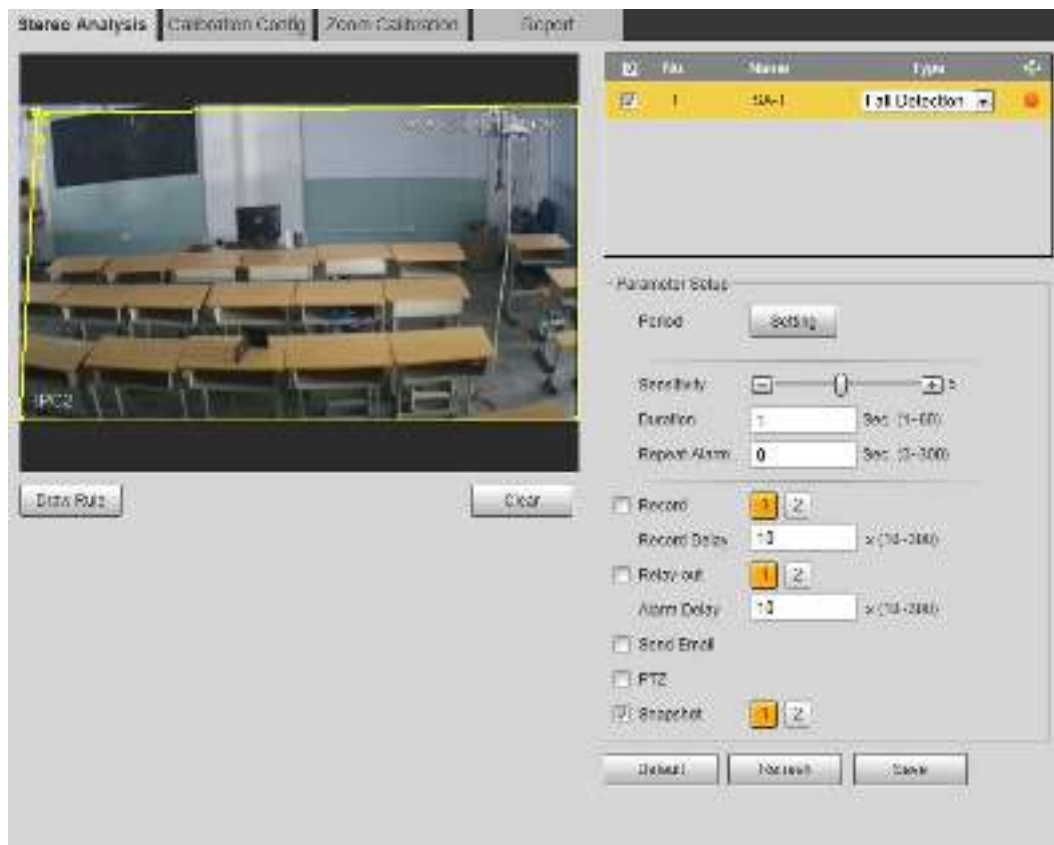 Stereo Analysis Calibration Config Zoom Calibration Report
No. Name Type
1 SA-1 Fall Detection
IPC2
Draw Rule Clear
Parameter Setup
Period Setting
Sensitivity 5
Duration 1 Sec. (1~60)
Repeat Alarm 0 Sec. (0~300)
Record 1 2
Record Delay 10 s (10~300)
Relay-out 1 2
Alarm Delay 10 s (10~300)
Send Email
PTZ
Snapshot 1 2
Default Refresh Save